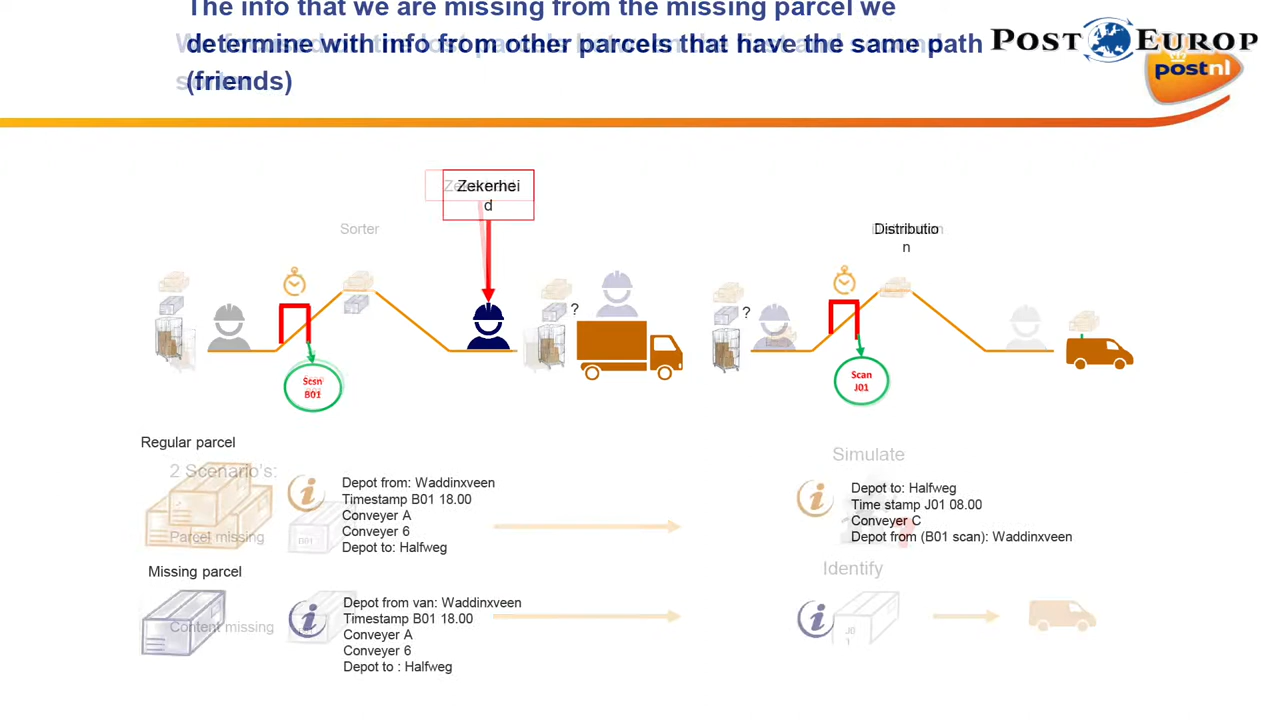 The info that we are missing from the missing parcel we
determine with info from other parcels that have the same path
(friends)
POST EUROP
postnl
Zekerhei
d
Sorter
Distributio
n
?
?
Scan
B01
Scan
J01
Regular parcel
2 Scenario's:
Parcel missing
Depot from: Waddinxveen
Timestamp B01 18.00
Conveyer A
Conveyer 6
Depot to: Halfweg
Simulate
Depot to: Halfweg
Time stamp J01 08.00
Conveyer C
Depot from (B01 scan): Waddinxveen
Missing parcel
Content missing
Depot from van: Waddinxveen
Timestamp B01 18.00
Conveyer A
Conveyer 6
Depot to : Halfweg
Identify
J0
1